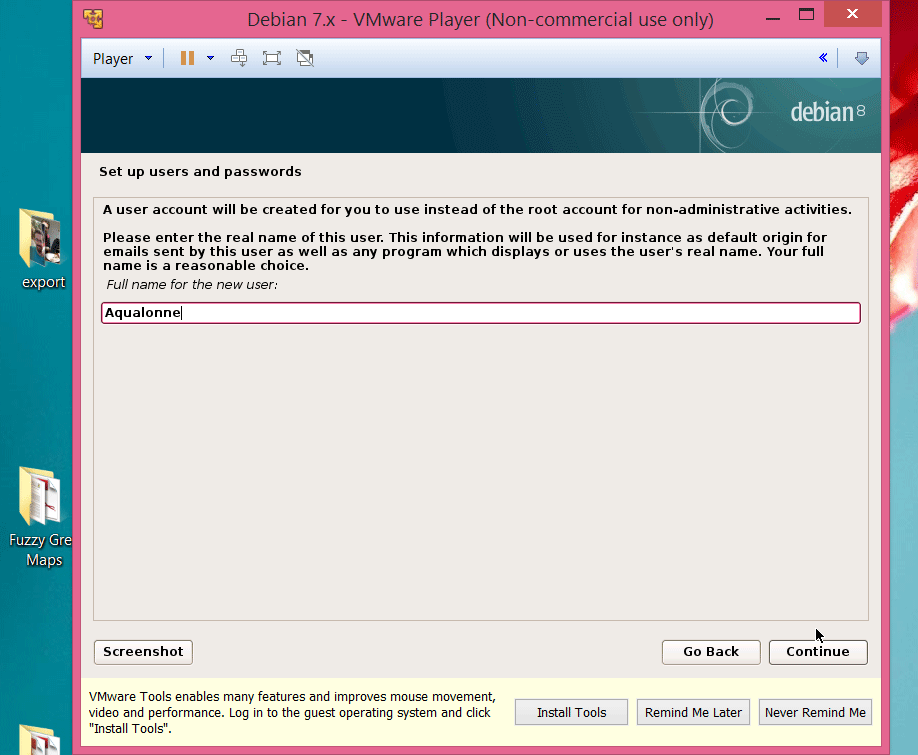 Debian 7.x - VMware Player (Non-commercial use only)
Player
debian 8
Set up users and passwords
A user account will be created for you to use instead of the root account for non-administrative activities.
Please enter the real name of this user. This information will be used for instance as default origin for
emails sent by this user as well as any program which displays or uses the user's real name. Your full
name is a reasonable choice.
Full name for the new user:
Aqualonne
export
Fuzzy Gre
Maps
Screenshot
Go Back
Continue
VMware Tools enables many features and improves mouse movement,
video and performance. Log in to the guest operating system and click
"Install Tools".
Install Tools
Remind Me Later
Never Remind Me